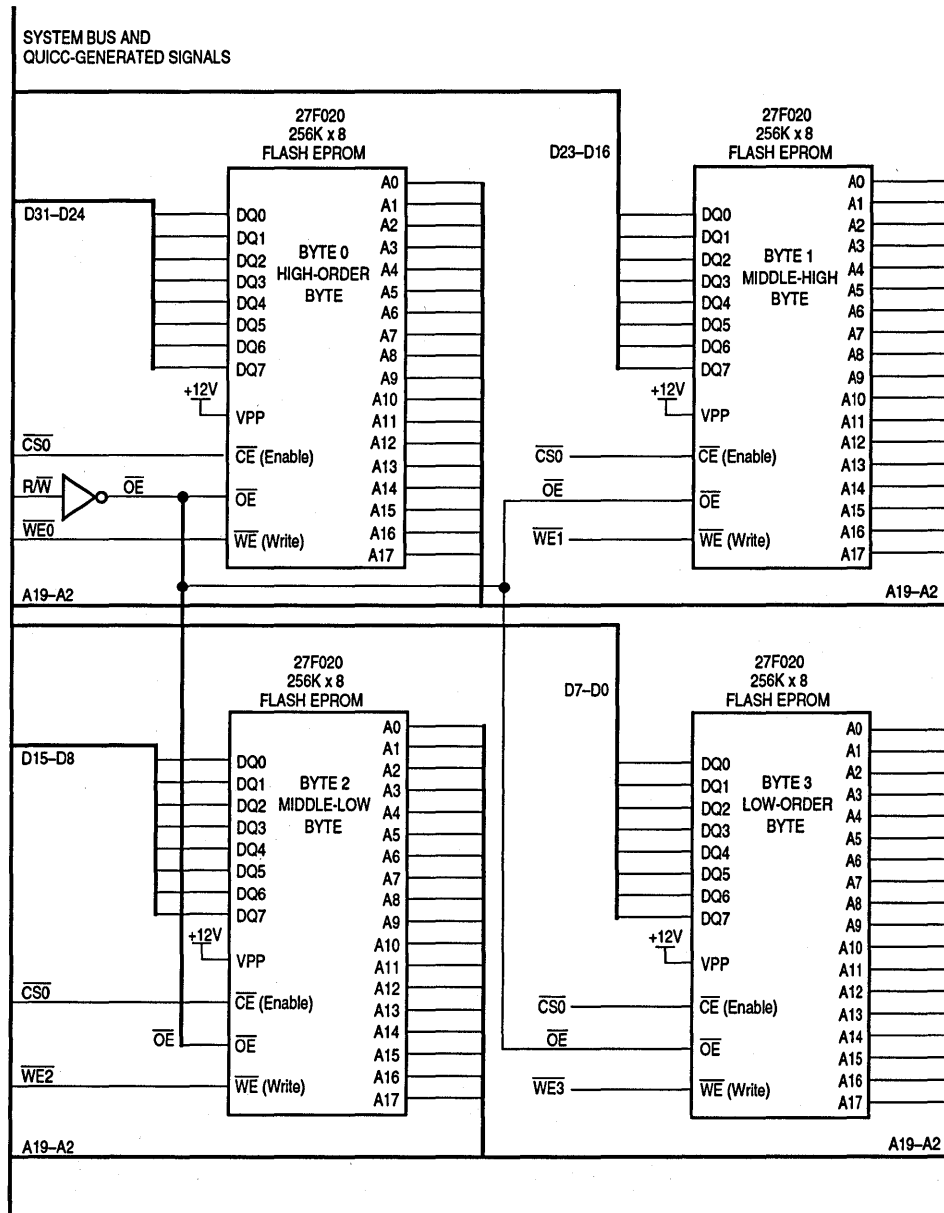 SYSTEM BUS AND
QUICC-GENERATED SIGNALS
27F020
256K x 8
FLASH EPROM
D31–D24
DQ0
DQ1
DQ2
DQ3
DQ4
DQ5
DQ6
DQ7
+12V
VPP
BYTE 0
HIGH-ORDER
BYTE
CS0
CE (Enable)
R/W
OE
OE
WE0
WE (Write)
A0
A1
A2
A3
A4
A5
A6
A7
A8
A9
A10
A11
A12
A13
A14
A15
A16
A17
A19–A2
27F020
256K x 8
FLASH EPROM
D23–D16
DQ0
DQ1
DQ2
DQ3
DQ4
DQ5
DQ6
DQ7
+12V
VPP
BYTE 1
MIDDLE-HIGH
BYTE
CS0
CE (Enable)
OE
OE
WE1
WE (Write)
A0
A1
A2
A3
A4
A5
A6
A7
A8
A9
A10
A11
A12
A13
A14
A15
A16
A17
A19–A2
27F020
256K x 8
FLASH EPROM
D15–D8
DQ0
DQ1
DQ2
DQ3
DQ4
DQ5
DQ6
DQ7
+12V
VPP
BYTE 2
MIDDLE-LOW
BYTE
CS0
CE (Enable)
OE
OE
WE2
WE (Write)
A0
A1
A2
A3
A4
A5
A6
A7
A8
A9
A10
A11
A12
A13
A14
A15
A16
A17
A19–A2
27F020
256K x 8
FLASH EPROM
D7–D0
DQ0
DQ1
DQ2
DQ3
DQ4
DQ5
DQ6
DQ7
+12V
VPP
BYTE 3
LOW-ORDER
BYTE
CS0
CE (Enable)
OE
OE
WE3
WE (Write)
A0
A1
A2
A3
A4
A5
A6
A7
A8
A9
A10
A11
A12
A13
A14
A15
A16
A17
A19–A2